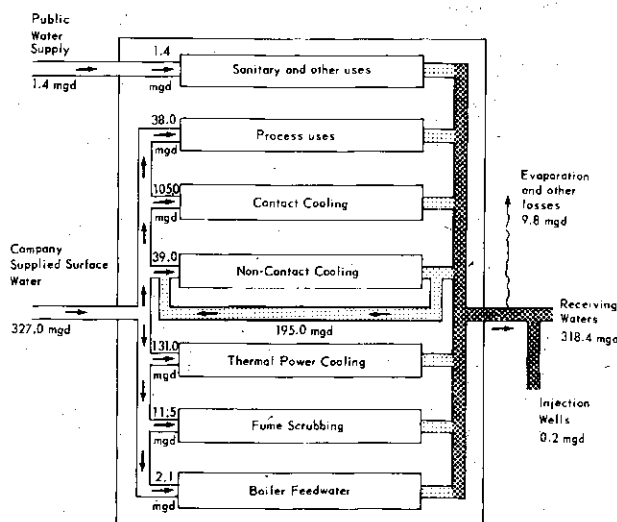 Public
Water
Supply
1.4 mgd
1.4
mgd
Sanitary and other uses
38.0
mgd
Process uses
1050
mgd
Contact Cooling
Company
Supplied Surface
Water
327.0 mgd
39.0
Non-Contact Cooling
195.0 mgd
131.0
mgd
Thermal Power Cooling
11.5
mgd
Fume Scrubbing
2.1
mgd
Boiler Feedwater
Evaporation
and other
losses
9.8 mgd
Receiving
Waters
318.4 mgd
Injection
Wells
0.2 mgd